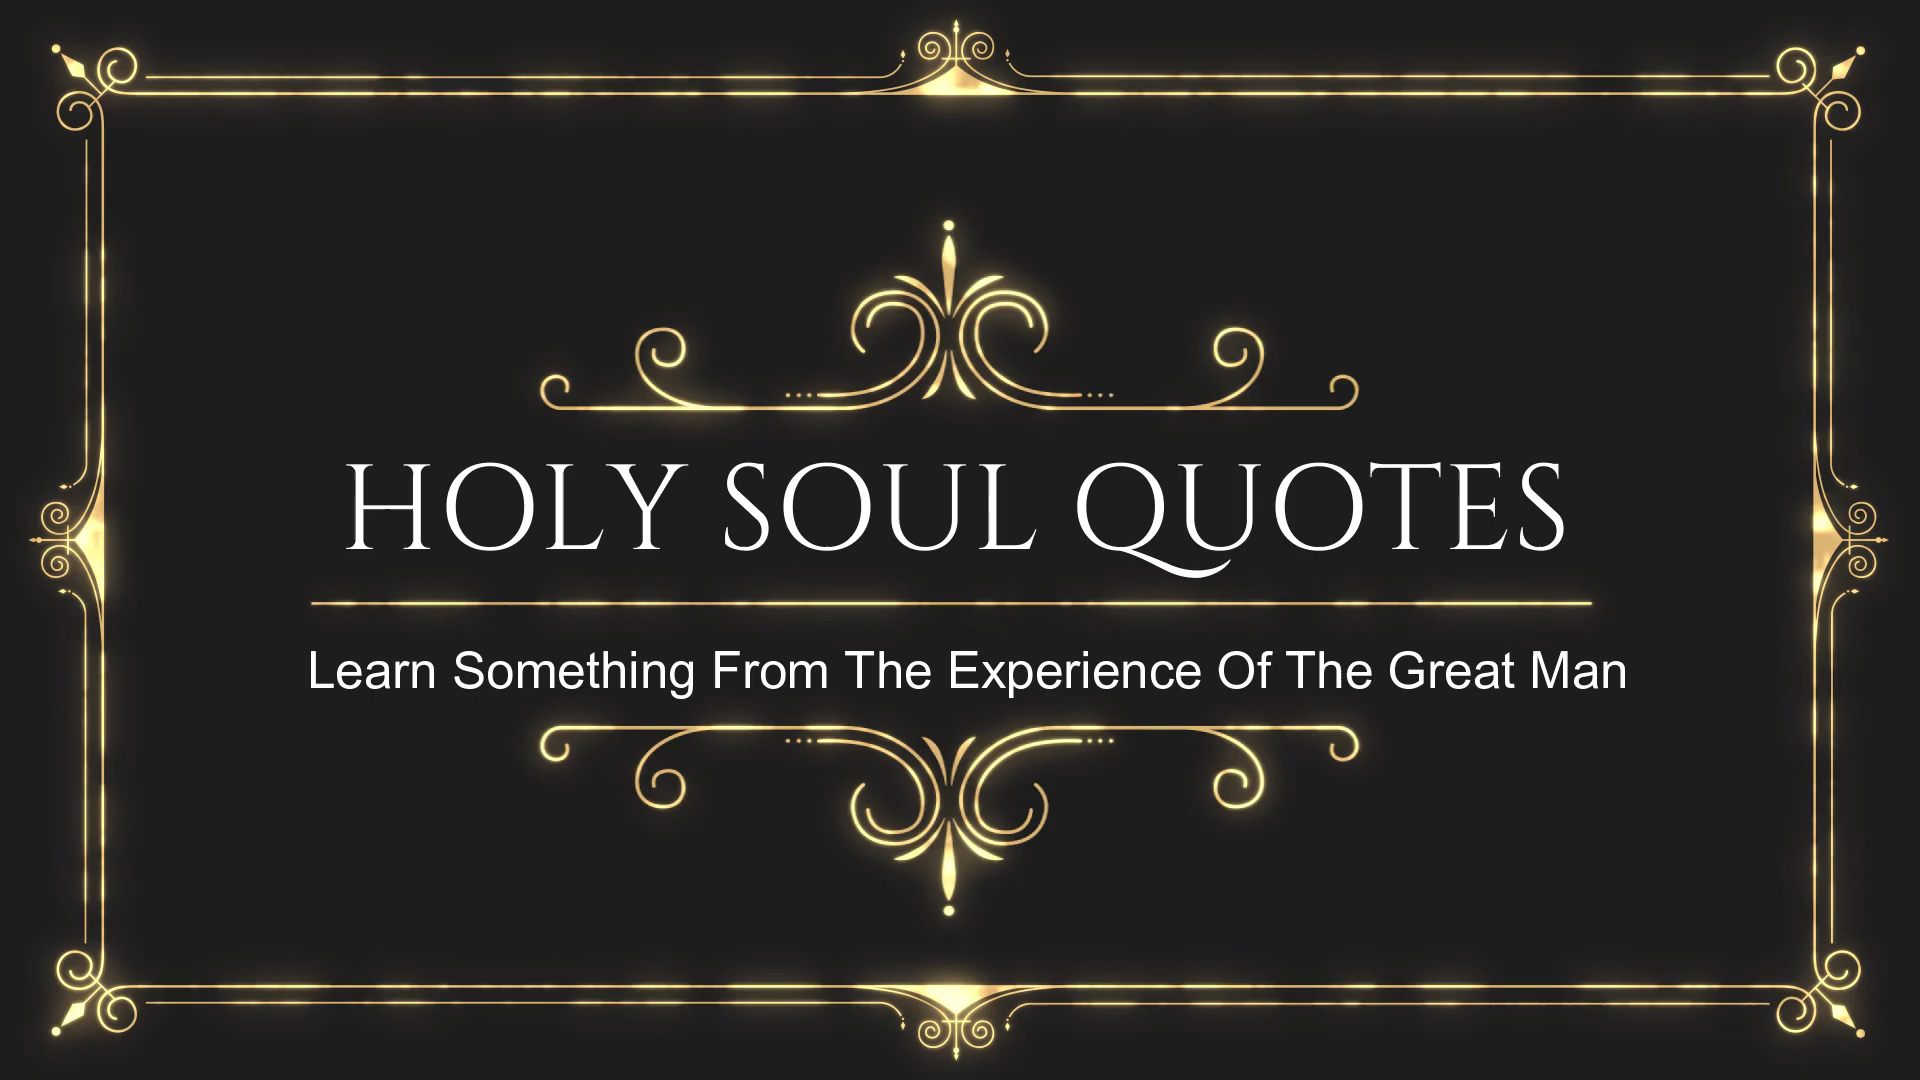 HOLY SOUL QUOTES
Learn Something From The Experience Of The Great Man